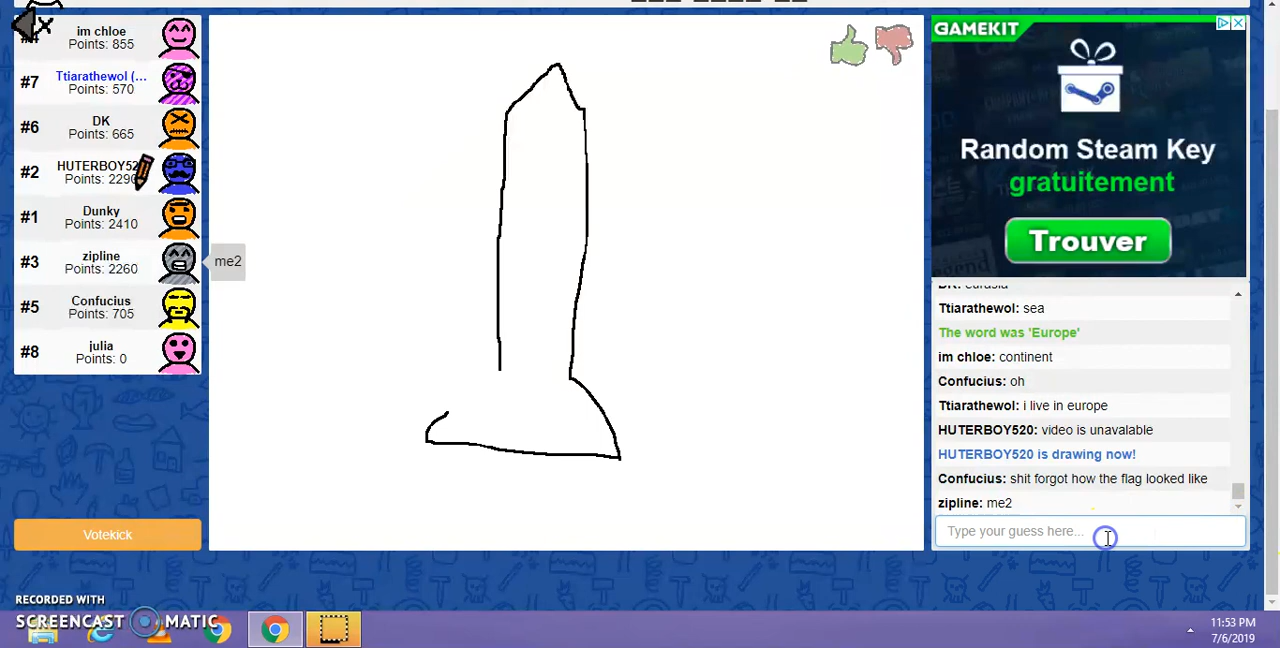 im chloe
Points: 855
#7
Ttiarathewol (...
Points: 570
#6
DK
Points: 665
#2
HUTERBOY52
Points: 2290
#1
Dunky
Points: 2410
#3
zipline
Points: 2260
me2
#5
Confucius
Points: 705
#8
julia
Points: 0
Votekick
GAMEKIT
Random Steam Key
gratuitement
Trouver
DK: eurasia
Ttiarathewol: sea
The word was 'Europe'
im chloe: continent
Confucius: oh
Ttiarathewol: i live in europe
HUTERBOY520: video is unavalable
HUTERBOY520 is drawing now!
Confucius: shit forgot how the flag looked like
zipline: me2
Type your guess here...
RECORDED WITH
SCREENCAST MATIC
11:53 PM
7/6/2019